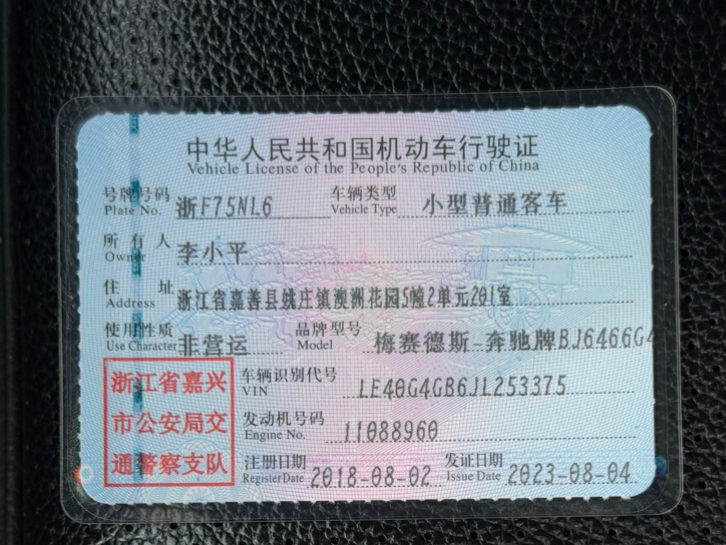 中华人民共和国机动车行驶证
Vehicle License of the People's Republic of China
号牌号码 Plate No. 浙F75NL6 车辆类型 Vehicle Type 小型普通客车
所有人 Owner 李小平
住址 Address 浙江省嘉善县姚庄镇澳洲花园5幢2单元201室
使用性质 Use Character 非营运 品牌型号 Model 梅赛德斯-奔驰牌BJ6466G4
浙江省嘉兴
市公安局交
通警察支队
车辆识别代号 VIN LE40G4GB6JL253375
发动机号码 Engine No. 11088960
注册日期 Register Date 2018-08-02 发证日期 Issue Date 2023-08-04